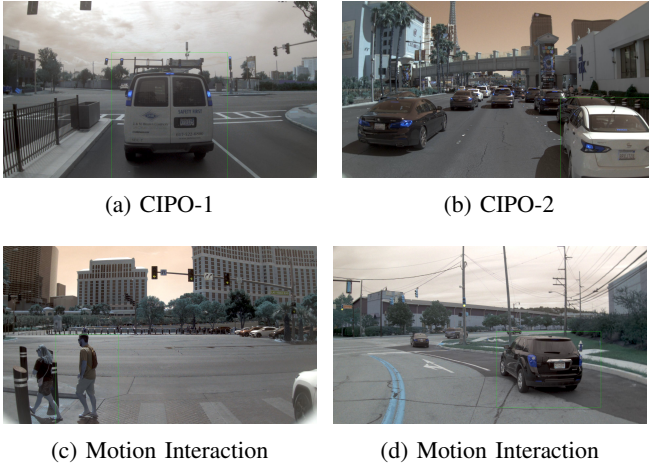 (a) CIPO-1
(b) CIPO-2
(c) Motion Interaction
(d) Motion Interaction